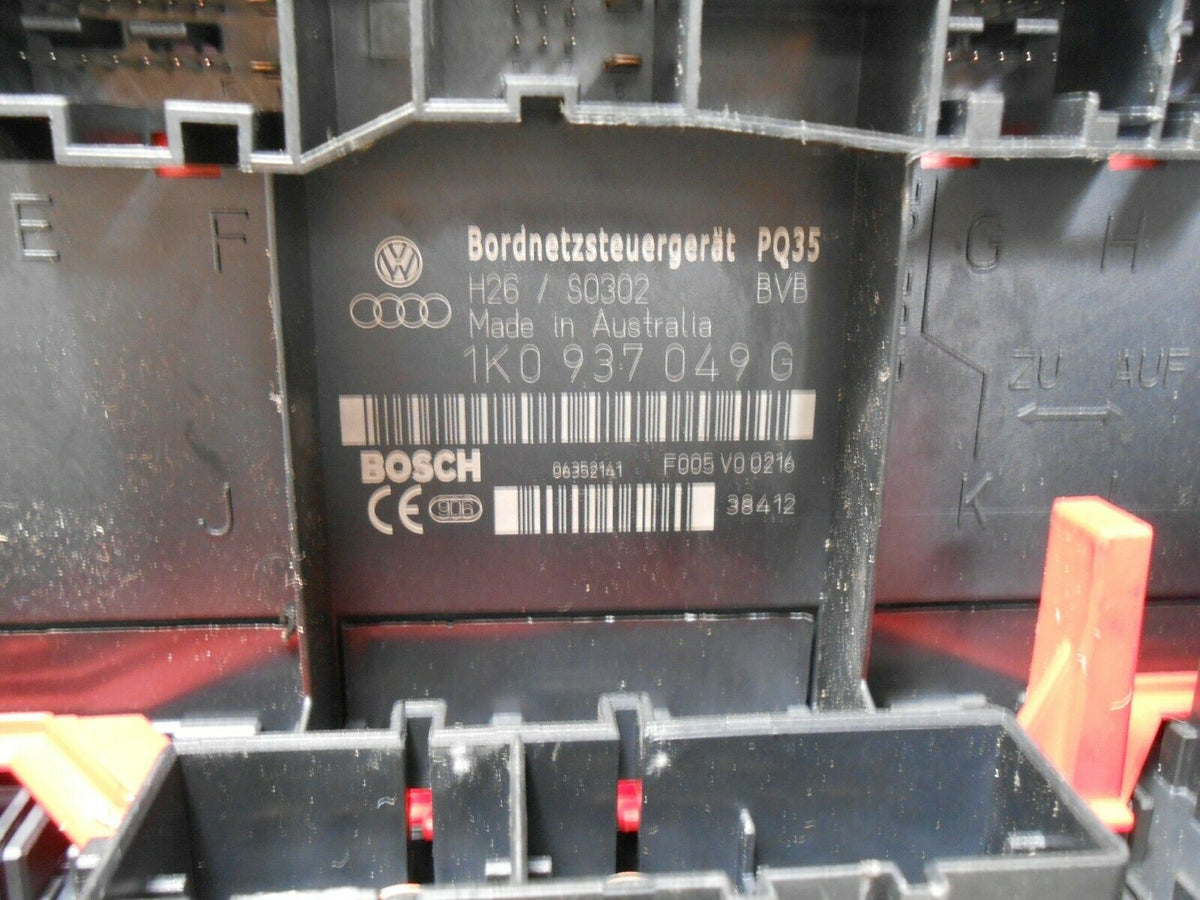 E F
G H
Bordnetzsteuergerät PQ35
H26 / S0302 BVB
Made in Australia
1K0 937 049 G
ZU AUF
BOSCH 06352141 F005 V0 0216
CE 906 38412
J
K